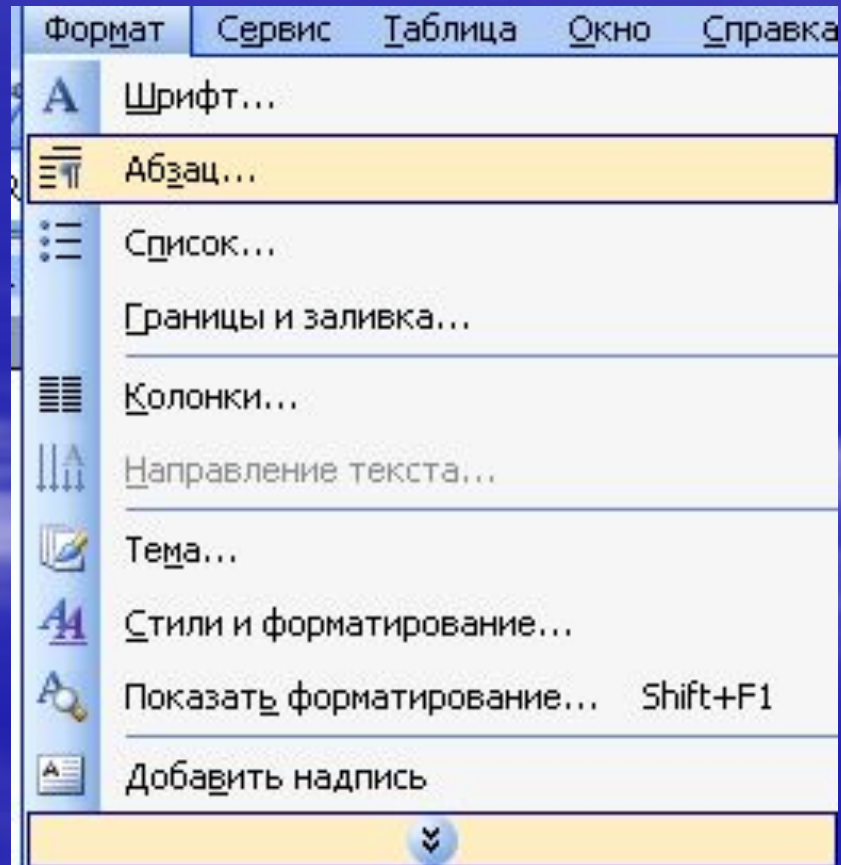 Формат Сервис Таблица Окно Справка
Шрифт...
Абзац...
Список...
Границы и заливка...
Колонки...
Направление текста...
Тема...
Стили и форматирование...
Показать форматирование... Shift+F1
Добавить надпись